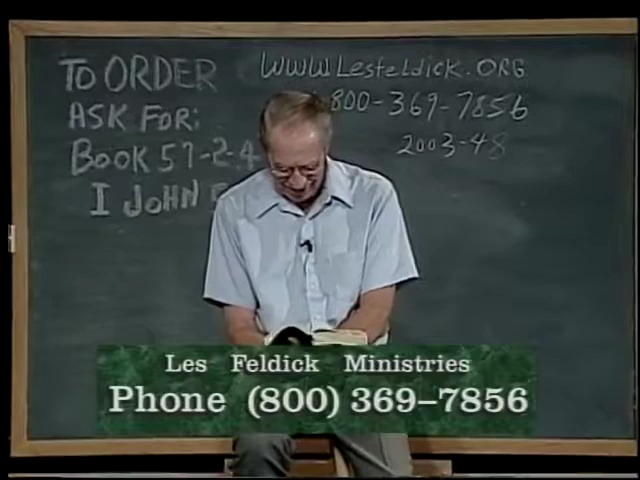 TO ORDER
ASK FOR:
BOOK 57-2-4
I JOHN
WWW.LESFELDICK.ORG
800-369-7856
2003-48
Les Feldick Ministries
Phone (800) 369–7856